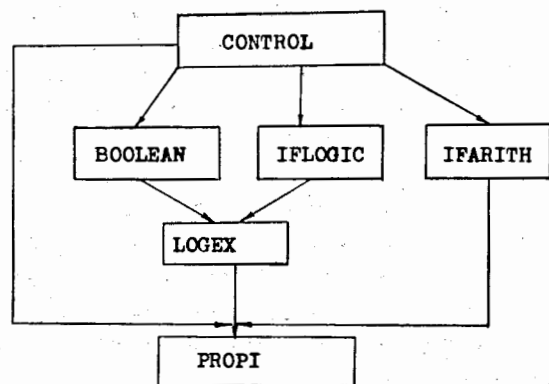 CONTROL
BOOLEAN
IFLOGIC
IFARITH
LOGEX
PROPI